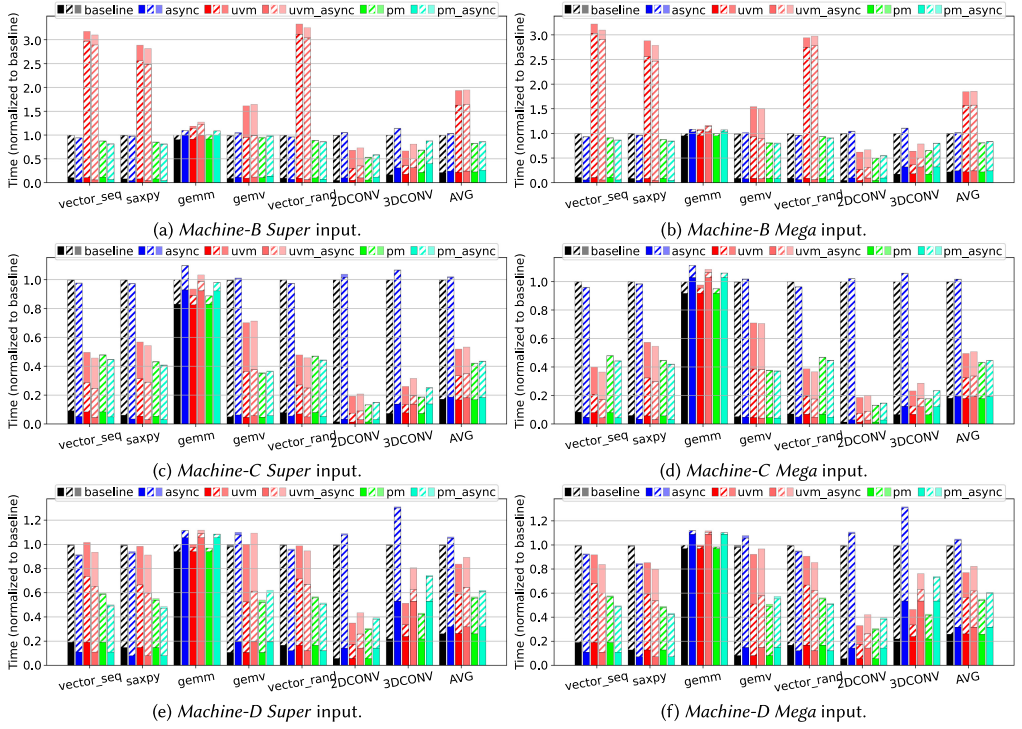 baseline async uvm uvm_async pm pm_async
Time (normalized to baseline)
3.0
2.5
2.0
1.5
1.0
0.5
0.0
vector_seq saxpy gemm gemv vector_rand 2DCONV 3DCONV AVG
(a) Machine-B Super input.
baseline async uvm uvm_async pm pm_async
Time (normalized to baseline)
3.0
2.5
2.0
1.5
1.0
0.5
0.0
vector_seq saxpy gemm gemv vector_rand 2DCONV 3DCONV AVG
(b) Machine-B Mega input.
baseline async uvm uvm_async pm pm_async
Time (normalized to baseline)
1.0
0.8
0.6
0.4
0.2
0.0
vector_seq saxpy gemm gemv vector_rand 2DCONV 3DCONV AVG
(c) Machine-C Super input.
baseline async uvm uvm_async pm pm_async
Time (normalized to baseline)
1.0
0.8
0.6
0.4
0.2
0.0
vector_seq saxpy gemm gemv vector_rand 2DCONV 3DCONV AVG
(d) Machine-C Mega input.
baseline async uvm uvm_async pm pm_async
Time (normalized to baseline)
1.2
1.0
0.8
0.6
0.4
0.2
0.0
vector_seq saxpy gemm gemv vector_rand 2DCONV 3DCONV AVG
(e) Machine-D Super input.
baseline async uvm uvm_async pm pm_async
Time (normalized to baseline)
1.2
1.0
0.8
0.6
0.4
0.2
0.0
vector_seq saxpy gemm gemv vector_rand 2DCONV 3DCONV AVG
(f) Machine-D Mega input.